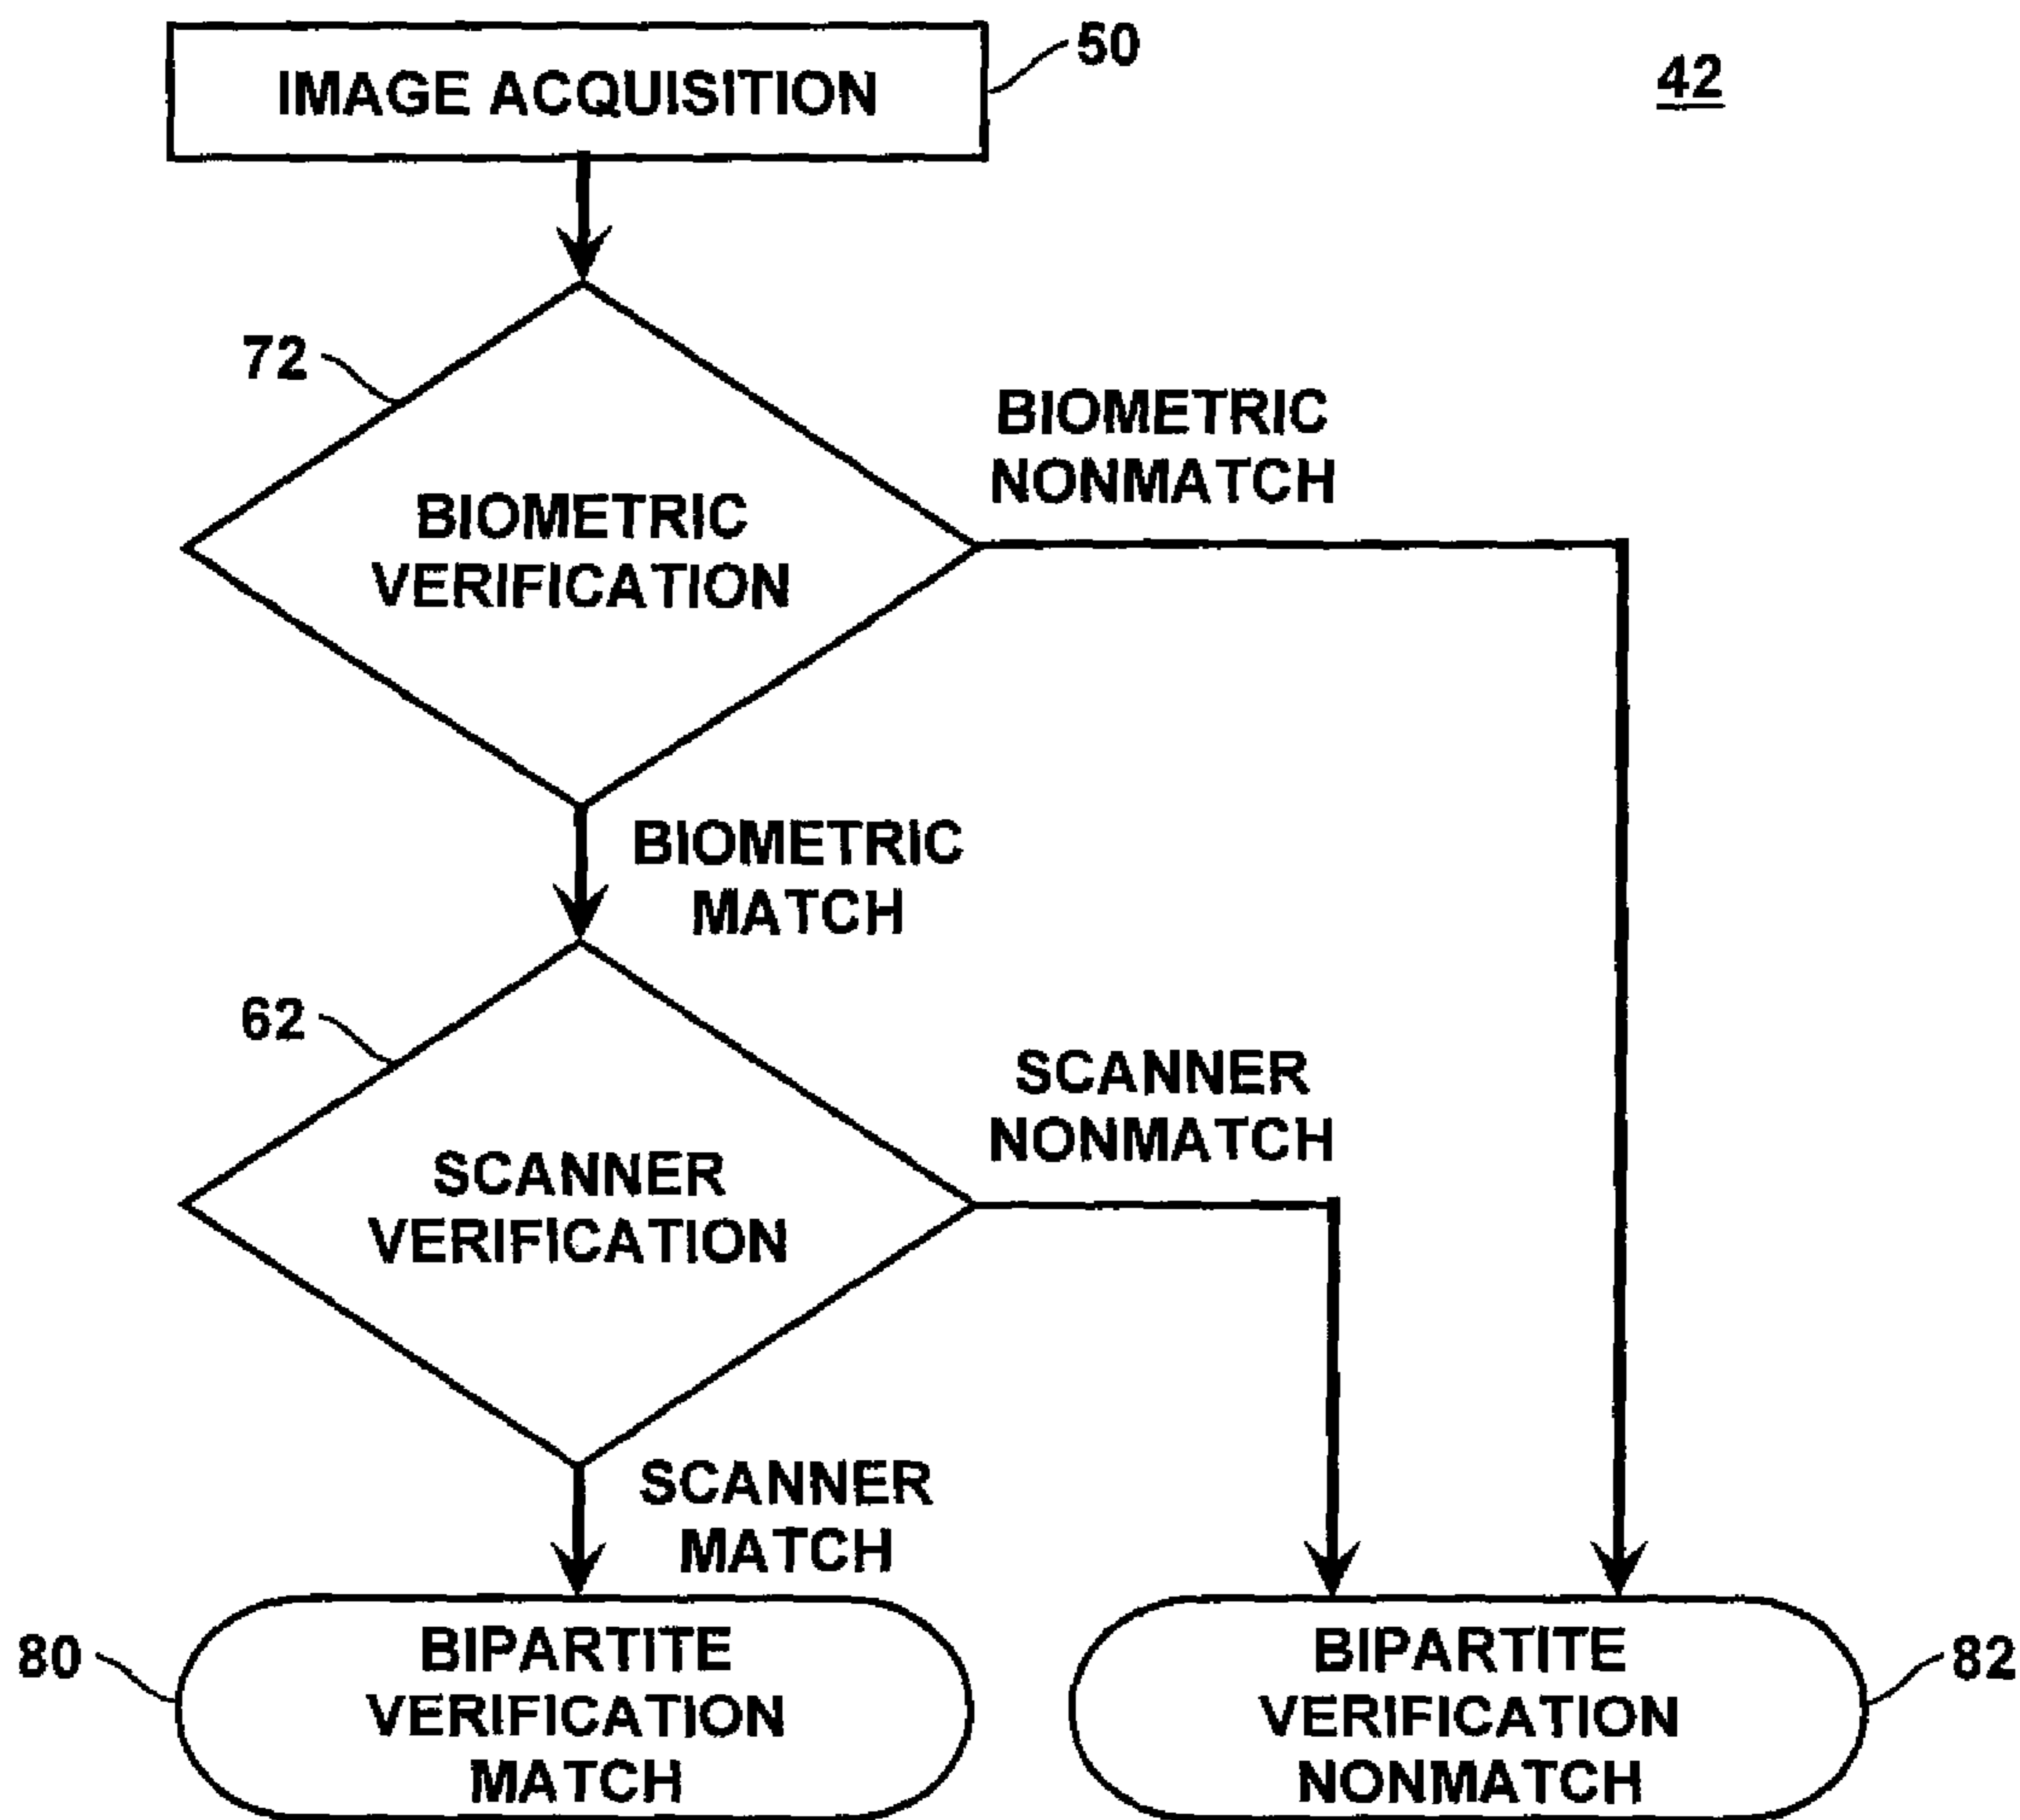 IMAGE ACQUISITION
50
42
72
BIOMETRIC
NONMATCH
BIOMETRIC
VERIFICATION
BIOMETRIC
MATCH
62
SCANNER
NONMATCH
SCANNER
VERIFICATION
SCANNER
MATCH
80
BIPARTITE
VERIFICATION
MATCH
BIPARTITE
VERIFICATION
NONMATCH
82